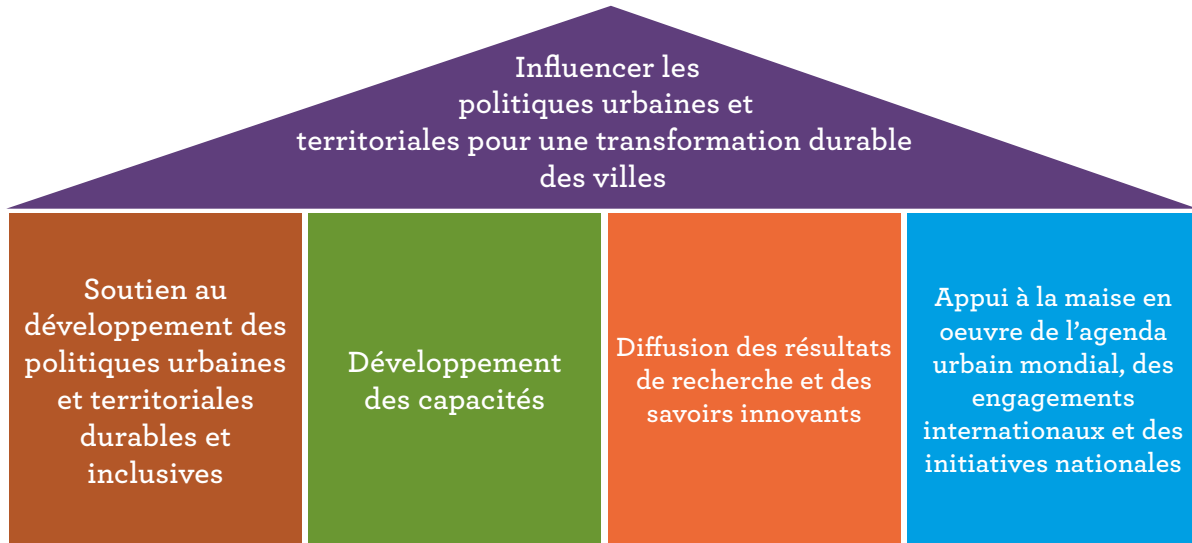 Influencer les
politiques urbaines et
territoriales pour une transformation durable
des villes
Soutien au
développement des
politiques urbaines
et territoriales
durables et
inclusives
Développement
des capacités
Diffusion des résultats
de recherche et des
savoirs innovants
Appui à la maise en
oeuvre de l'agenda
urbain mondial, des
engagements
internationaux et des
initiatives nationales